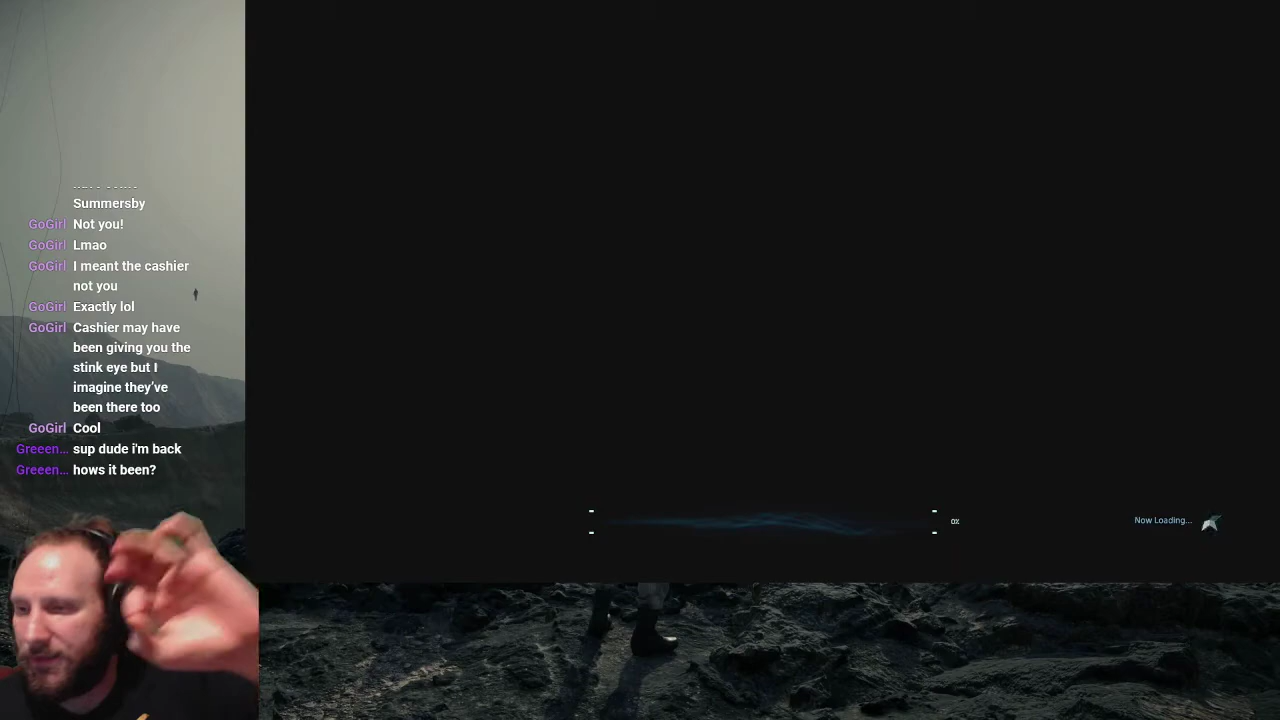 Summersby
GoGirl Not you!
GoGirl Lmao
GoGirl I meant the cashier
not you
GoGirl Exactly lol
GoGirl Cashier may have
been giving you the
stink eye but I
imagine they've
been there too
GoGirl Cool
Greeen... sup dude i'm back
Greeen... hows it been?
0%
Now Loading...